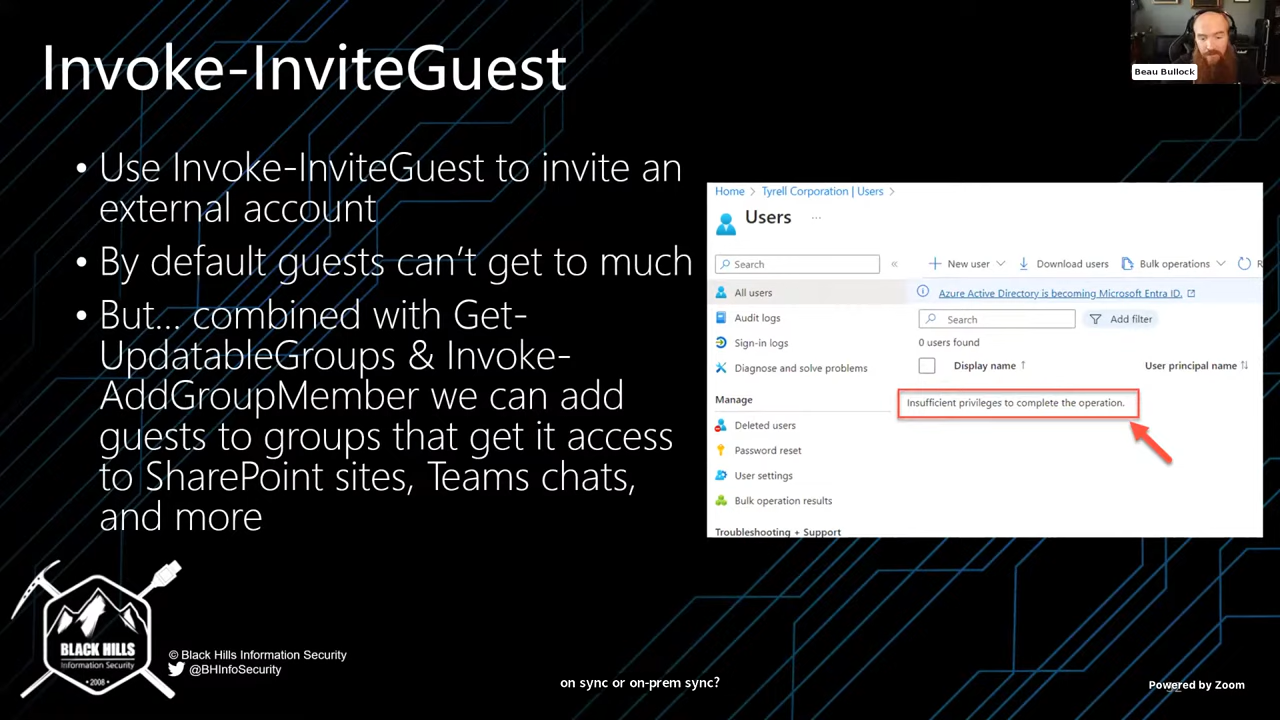 Invoke-InviteGuest
Beau Bullock
• Use Invoke-InviteGuest to invite an
external account
• By default guests can't get to much
• But... combined with Get-
UpdatableGroups & Invoke-
AddGroupMember we can add
guests to groups that get it access
to SharePoint sites, Teams chats,
and more
Home > Tyrell Corporation | Users >
Users ...
Search «
All users
Audit logs
Sign-in logs
Diagnose and solve problems
Manage
Deleted users
Password reset
User settings
Bulk operation results
Troubleshooting + Support
+ New user Download users Bulk operations R
Azure Active Directory is becoming Microsoft Entra ID.
Search Add filter
0 users found
Display name ↑ User principal name ↑↓
Insufficient privileges to complete the operation.
BLACK HILLS
Information Security
• 2008 •
© Black Hills Information Security
@BHInfoSecurity
on sync or on-prem sync?
Powered by Zoom